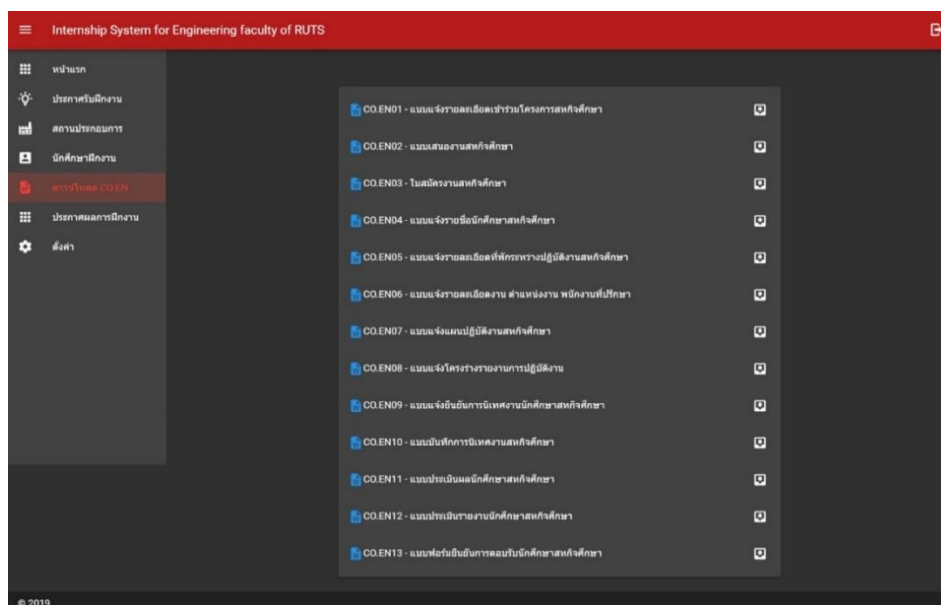 Internship System for Engineering faculty of RUTS
หน้าแรก
ประกาศรับฝึกงาน
สถานประกอบการ
นักศึกษาฝึกงาน
ดาวน์โหลด CO.EN
ประกาศผลการฝึกงาน
ตั้งค่า
CO.EN01 - แบบแจ้งรายละเอียดเข้าร่วมโครงการสหกิจศึกษา
CO.EN02 - แบบเสนองานสหกิจศึกษา
CO.EN03 - ใบสมัครงานสหกิจศึกษา
CO.EN04 - แบบแจ้งรายชื่อนักศึกษาสหกิจศึกษา
CO.EN05 - แบบแจ้งรายละเอียดที่พักระหว่างปฏิบัติงานสหกิจศึกษา
CO.EN06 - แบบแจ้งรายละเอียดงาน ตำแหน่งงาน พนักงานที่ปรึกษา
CO.EN07 - แบบแจ้งแผนปฏิบัติงานสหกิจศึกษา
CO.EN08 - แบบแจ้งโครงร่างรายงานการปฏิบัติงาน
CO.EN09 - แบบแจ้งยืนยันการนิเทศงานนักศึกษาสหกิจศึกษา
CO.EN10 - แบบบันทึกการนิเทศงานสหกิจศึกษา
CO.EN11 - แบบประเมินผลนักศึกษาสหกิจศึกษา
CO.EN12 - แบบประเมินรายงานนักศึกษาสหกิจศึกษา
CO.EN13 - แบบฟอร์มยืนยันการตอบรับนักศึกษาสหกิจศึกษา
© 2019